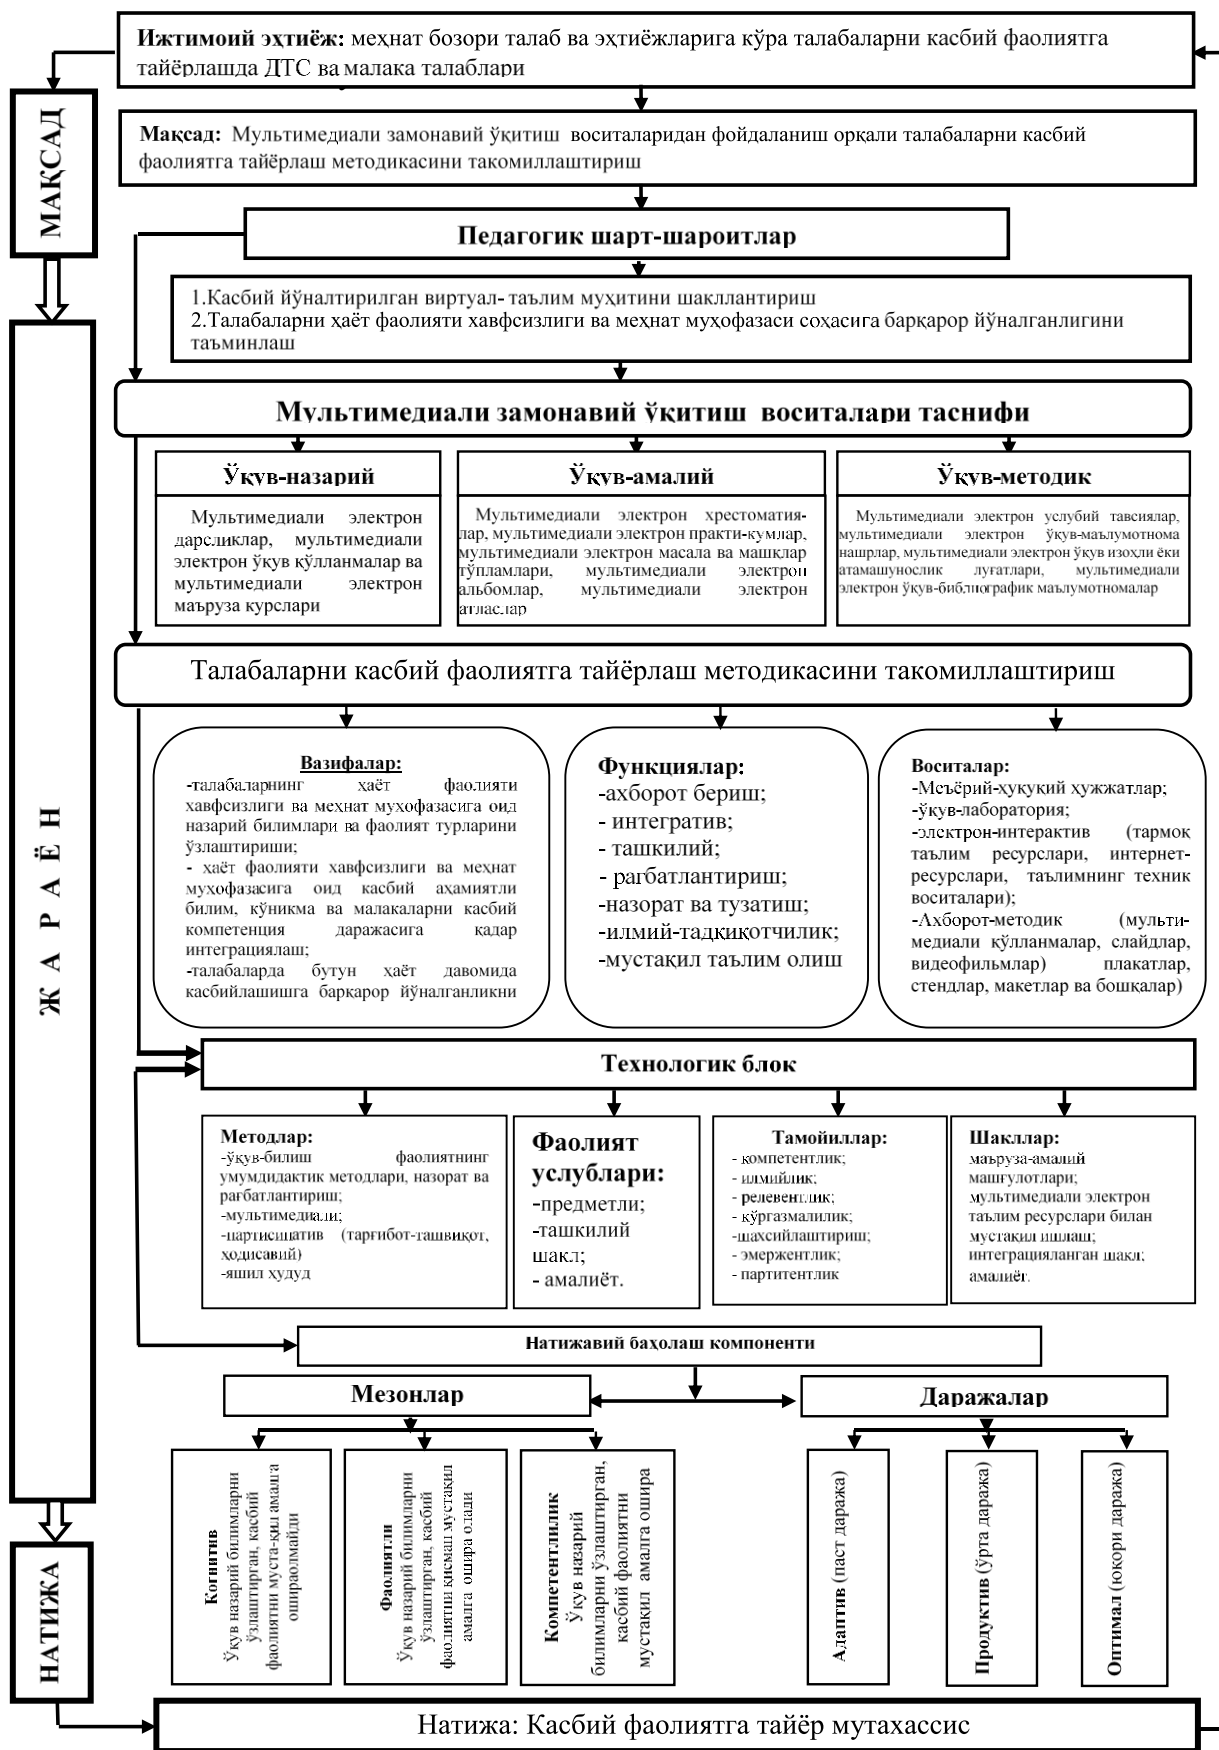 Ижтимоий эҳтиёж: меҳнат бозори талаб ва эҳтиёжларига кўра талабаларни касбий фаолиятга
тайёрлашда ДТС ва малака талаблари
МАҚСАД
Мақсад: Мультимедиали замонавий ўқитиш воситаларидан фойдаланиш орқали талабаларни касбий
фаолиятга тайёрлаш методикасини такомиллаштириш
Педагогик шарт-шароитлар
1.Касбий йўналтирилган виртуал- таълим муҳитини шакллантириш
2.Талабаларни ҳаёт фаолияти хавфсизлиги ва меҳнат муҳофазаси соҳасига барқарор йўналганлигини
таъминлаш
ЖАРАЁН
Мультимедиали замонавий ўқитиш воситалари таснифи
Ўқув-назарий
Мультимедиали электрон
дарсликлар, мультимедиали
электрон ўқув қўлланмалар ва
мультимедиали электрон
маъруза курслари
Ўқув-амалий
Мультимедиали электрон хрестоматия-
лар, мультимедиали электрон практи-кумлар,
мультимедиали электрон масала ва машқлар
тўпламлари, мультимедиали электрон
альбомлар, мультимедиали электрон
атласлар
Ўқув-методик
Мультимедиали электрон услубий тавсиялар,
мультимедиали электрон ўқув-маълумотнома
нашрлар, мультимедиали электрон ўқув изоҳли ёки
атамашунослик луғатлари, мультимедиали
электрон ўқув-библиографик маълумотномалар
Талабаларни касбий фаолиятга тайёрлаш методикасини такомиллаштириш
Вазифалар:
-талабаларнинг ҳаёт фаолияти
хавфсизлиги ва меҳнат муҳофазасига оид
назарий билимлари ва фаолият турларини
ўзлаштириши;
- ҳаёт фаолияти хавфсизлиги ва меҳнат
муҳофазасига оид касбий аҳамиятли
билим, кўникма ва малакаларни касбий
компетенция даражасига қадар
интеграциялаш;
-талабаларда бутун ҳаёт давомида
касбийлашишга барқарор йўналганликни
Функциялар:
-ахборот бериш;
- интегратив;
- ташкилий;
- рағбатлантириш;
-назорат ва тузатиш;
-илмий-тадқиқотчилик;
-мустақил таълим олиш
Воситалар:
-Меъёрий-ҳуқуқий ҳужжатлар;
-ўқув-лаборатория;
-электрон-интерактив (тармоқ
таълим ресурслари, интернет-
ресурслари, таълимнинг техник
воситалари);
-Ахборот-методик (мульти-
медиали қўлланмалар, слайдлар,
видеофильмлар) плакатлар,
стендлар, макетлар ва бошқалар)
Технологик блок
Методлар:
-ўқув-билиш фаолиятнинг
умумдидактик методлари, назорат ва
рағбатлантириш;
-мультимедиали;
-партисипатив (тарғибот-ташвиқот,
ҳодисавий)
-яшил ҳудуд
Фаолият
услублари:
-предметли;
-ташкилий
шакл;
- амалиёт.
Тамойиллар:
- компетентлик;
- илмийлик;
- релевентлик;
- кўргазмалилик;
-шахсийлаштириш;
- эмержентлик;
- партитентлик
Шакллар:
маъруза-амалий
машғулотлари;
мультимедиали электрон
таълим ресурслари билан
мустақил ишлаш;
интеграцияланган шакл;
амалиёт.
Натижавий баҳолаш компоненти
Мезонлар
Даражалар
Когнитив
Ўқув назарий билимларни
ўзлаштирган, касбий
фаолиятни муста-қил амалга
ошираолмайди
Фаолиятли
Ўқув назарий билимларни
ўзлаштирган, касбий
фаолиятни қисман мустақил
амалга ошира олади
Компетентлилик
Ўқув назарий
билимларни ўзлаштирган,
касбий фаолиятни
мустақил амалга ошира
Адаптив (паст даража)
Продуктив (ўрта даража)
Оптимал (юкори даража)
НАТИЖА
Натижа: Касбий фаолиятга тайёр мутахассис